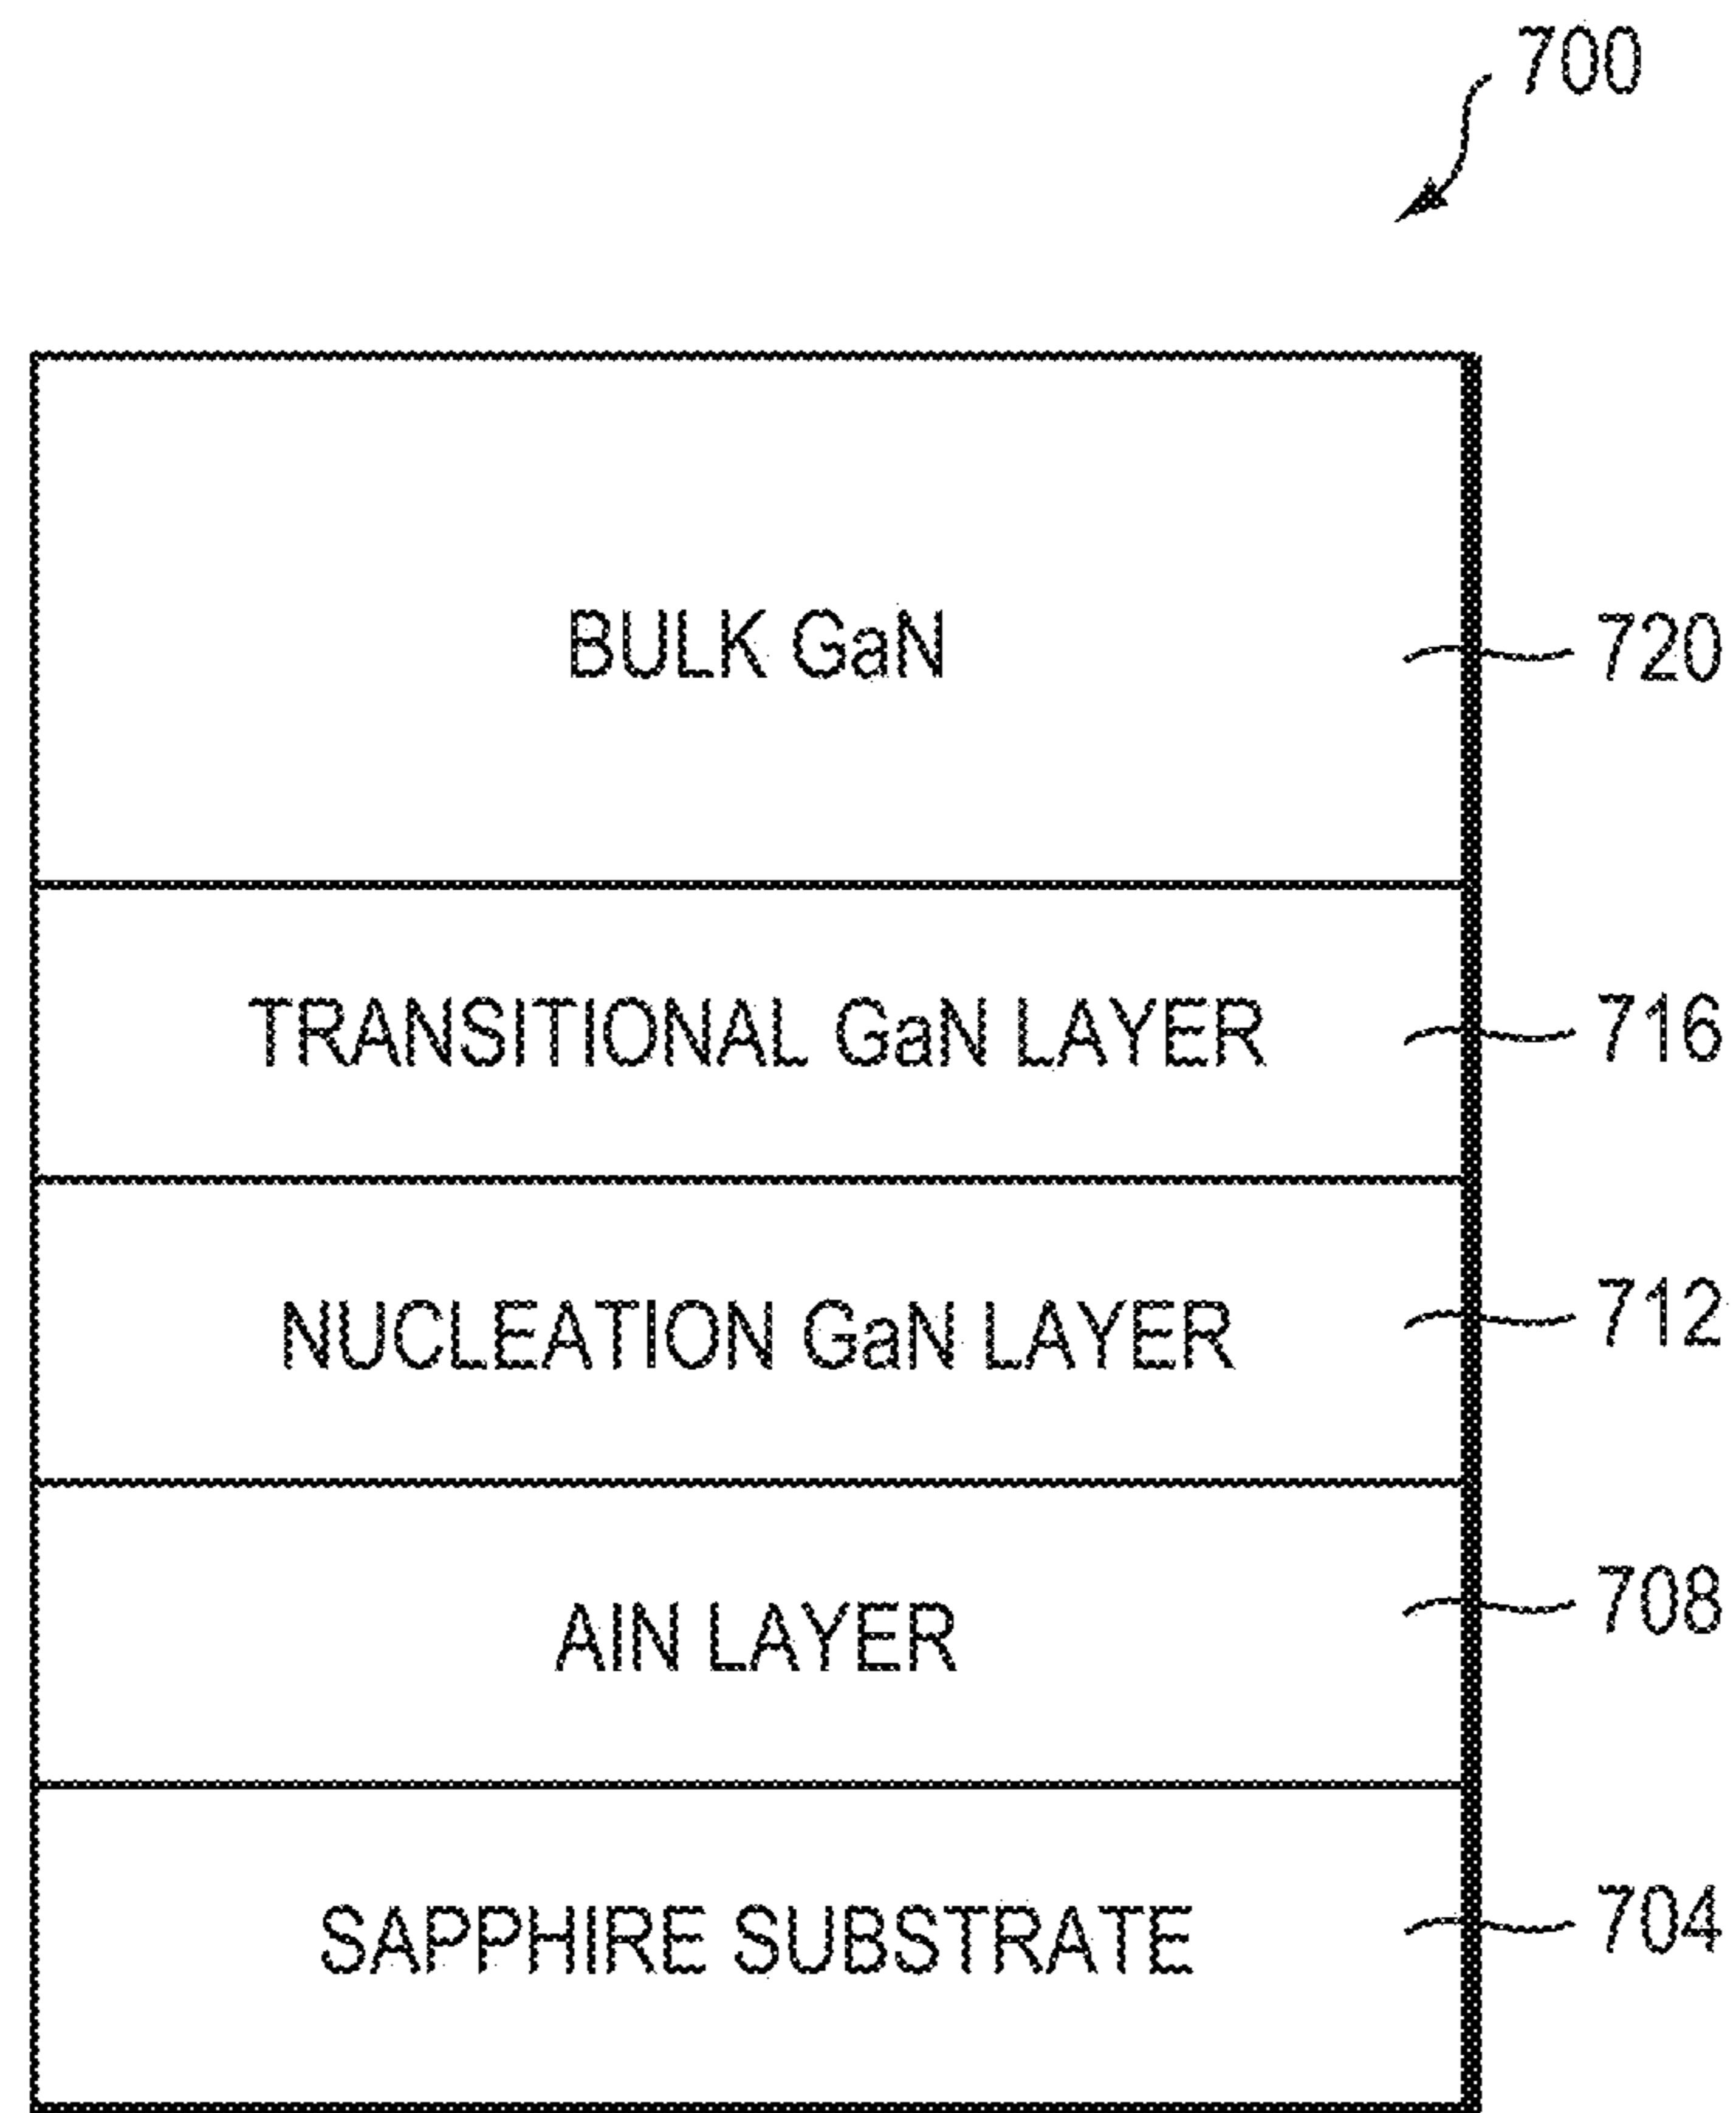 700
BULK GaN
720
TRANSITIONAL GaN LAYER
716
NUCLEATION GaN LAYER
712
AlN LAYER
708
SAPPHIRE SUBSTRATE
704